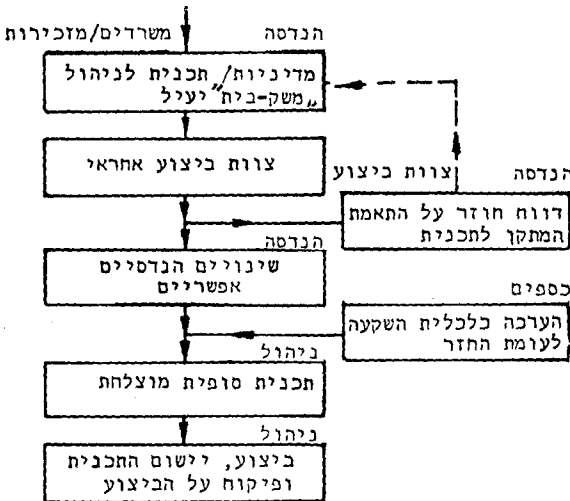 הנדסה משרדים/מזכירות
מדיניות/ תכנית לניהול
"משק-בית" יעיל
צוות ביצוע אחראי
הנדסה צוות ביצוע
דווח חוזר על התאמת
המתקן לתכנית
הנדסה
שינויים הנדסיים
אפשריים
כספים
הערכה כלכלית השקעה
לעומת החזר
ניהול
תכנית סופית מוצלחת
ניהול
ביצוע, יישום התכנית
ופיקוח על הביצוע